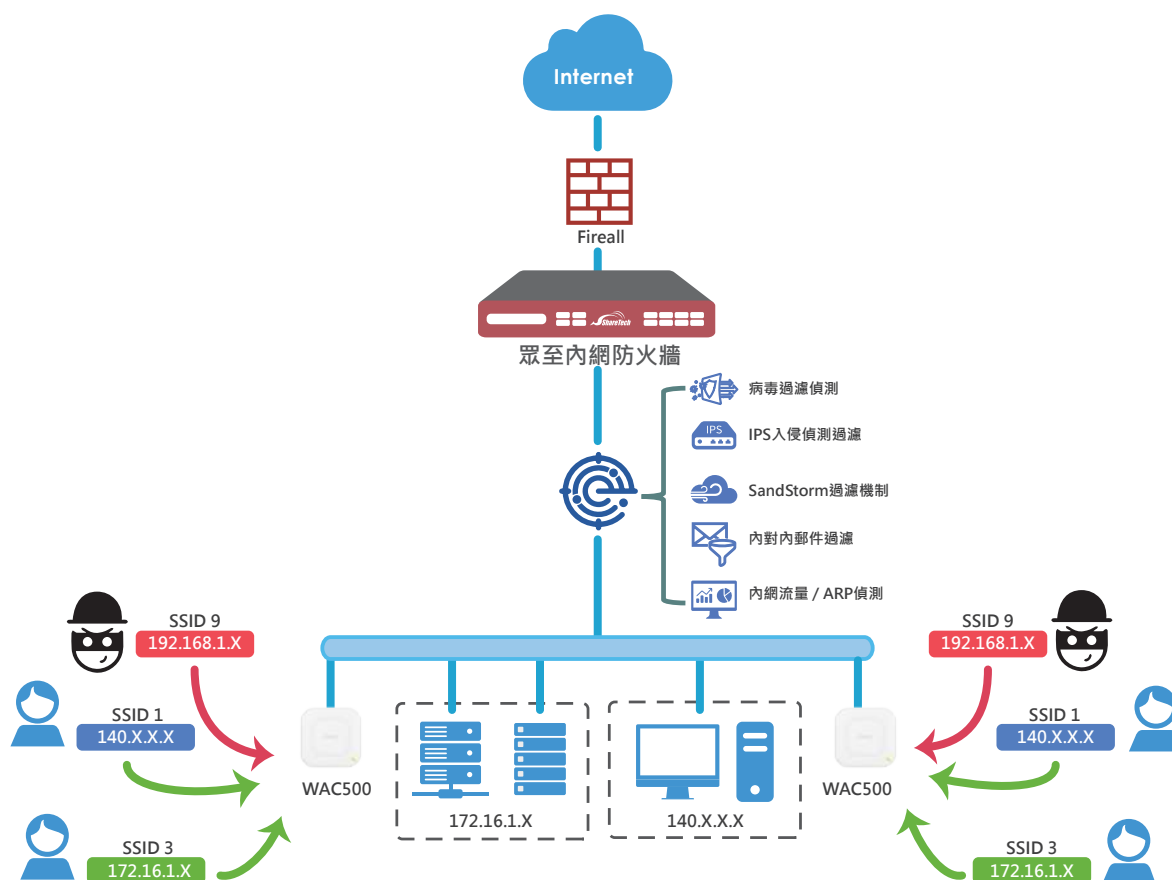 Internet
Fireall
ShareTech
眾至內網防火牆
病毒過濾偵測
IPS
IPS入侵偵測過濾
SandStorm過濾機制
內對內郵件過濾
內網流量 / ARP偵測
SSID 9
192.168.1.X
SSID 9
192.168.1.X
SSID 1
140.X.X.X
SSID 1
140.X.X.X
WAC500
WAC500
172.16.1.X
140.X.X.X
SSID 3
172.16.1.X
SSID 3
172.16.1.X